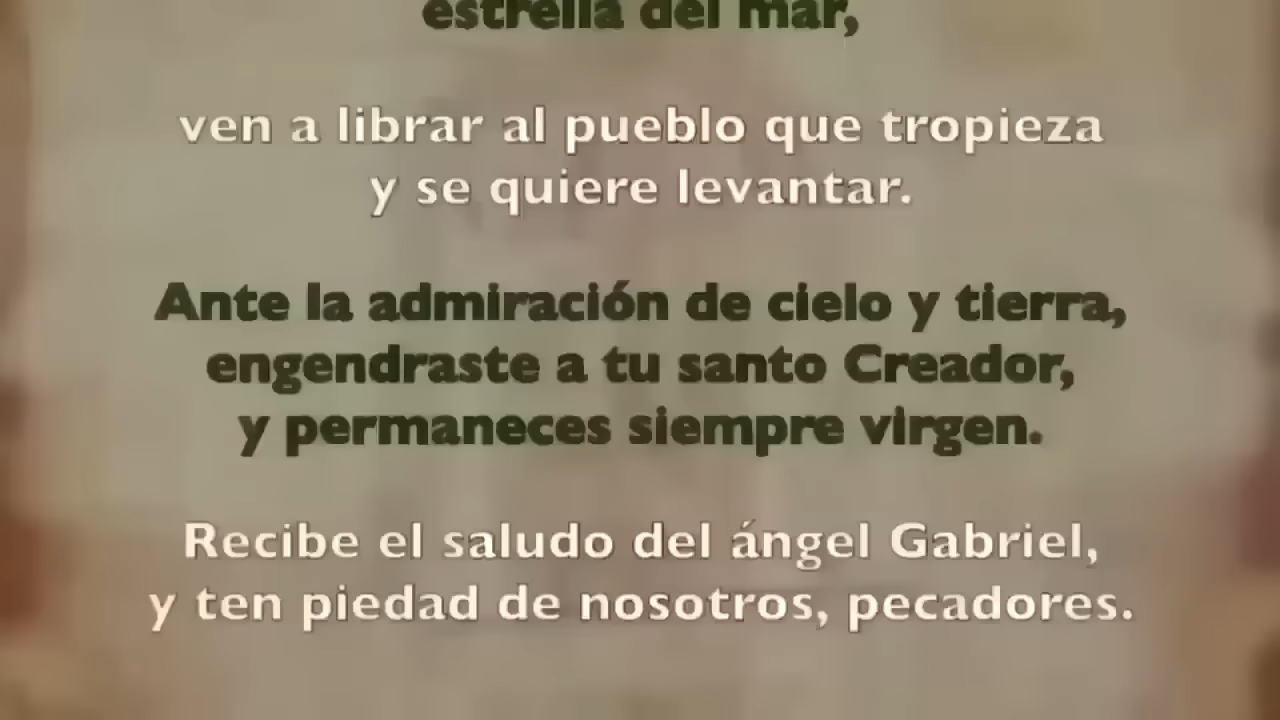 estrella del mar,
ven a librar al pueblo que tropieza
y se quiere levantar.
Ante la admiración de cielo y tierra,
engendraste a tu santo Creador,
y permaneces siempre virgen.
Recibe el saludo del ángel Gabriel,
y ten piedad de nosotros, pecadores.